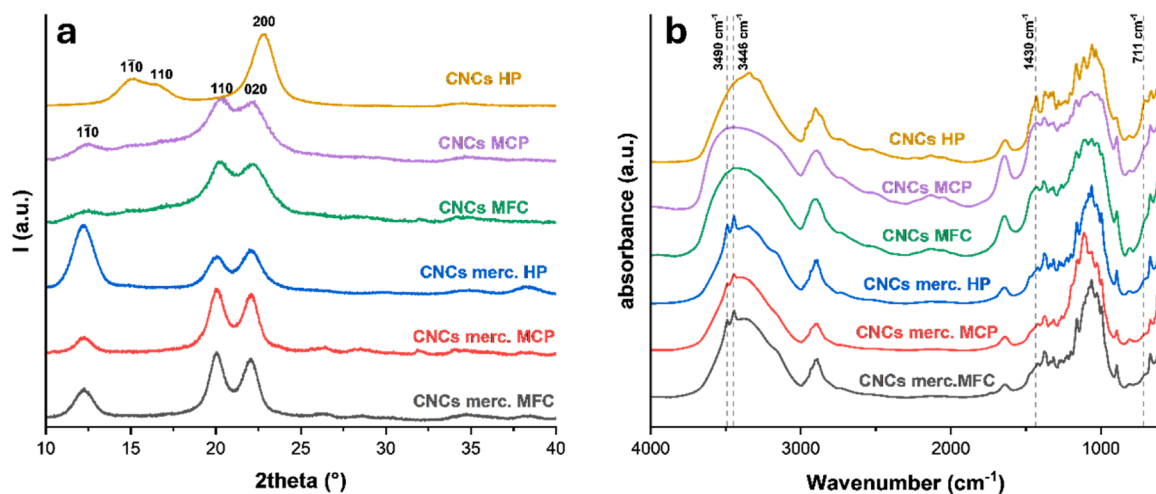 a
200
11̄0
110
CNCs HP
110
020
11̄0
CNCs MCP
CNCs MFC
CNCs merc. HP
CNCs merc. MCP
CNCs merc. MFC
I (a.u.)
10
15
20
25
30
35
40
2theta (°)
b
3490 cm⁻¹
3446 cm⁻¹
1430 cm⁻¹
711 cm⁻¹
CNCs HP
CNCs MCP
CNCs MFC
CNCs merc. HP
CNCs merc. MCP
CNCs merc.MFC
absorbance (a.u.)
4000
3000
2000
1000
Wavenumber (cm⁻¹)